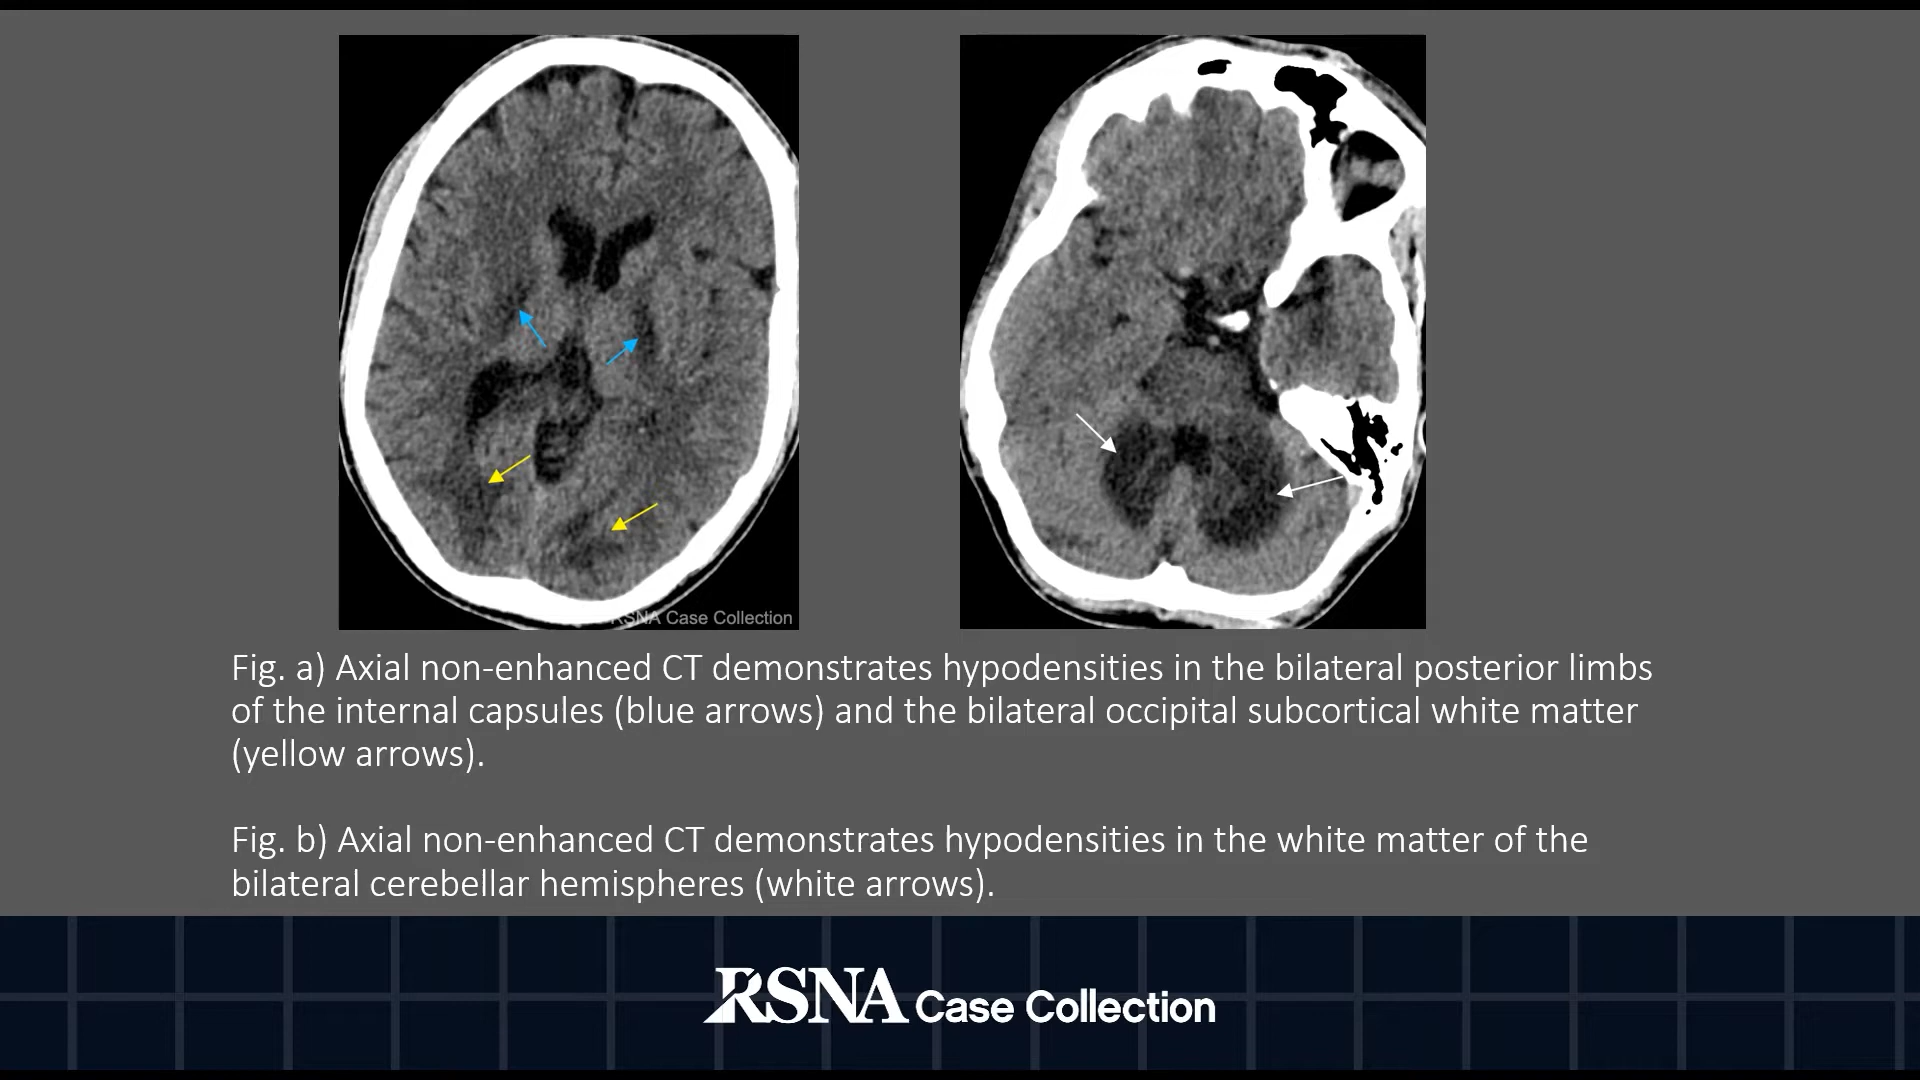 RSNA Case Collection
Fig. a) Axial non-enhanced CT demonstrates hypodensities in the bilateral posterior limbs
of the internal capsules (blue arrows) and the bilateral occipital subcortical white matter
(yellow arrows).
Fig. b) Axial non-enhanced CT demonstrates hypodensities in the white matter of the
bilateral cerebellar hemispheres (white arrows).
RSNA Case Collection